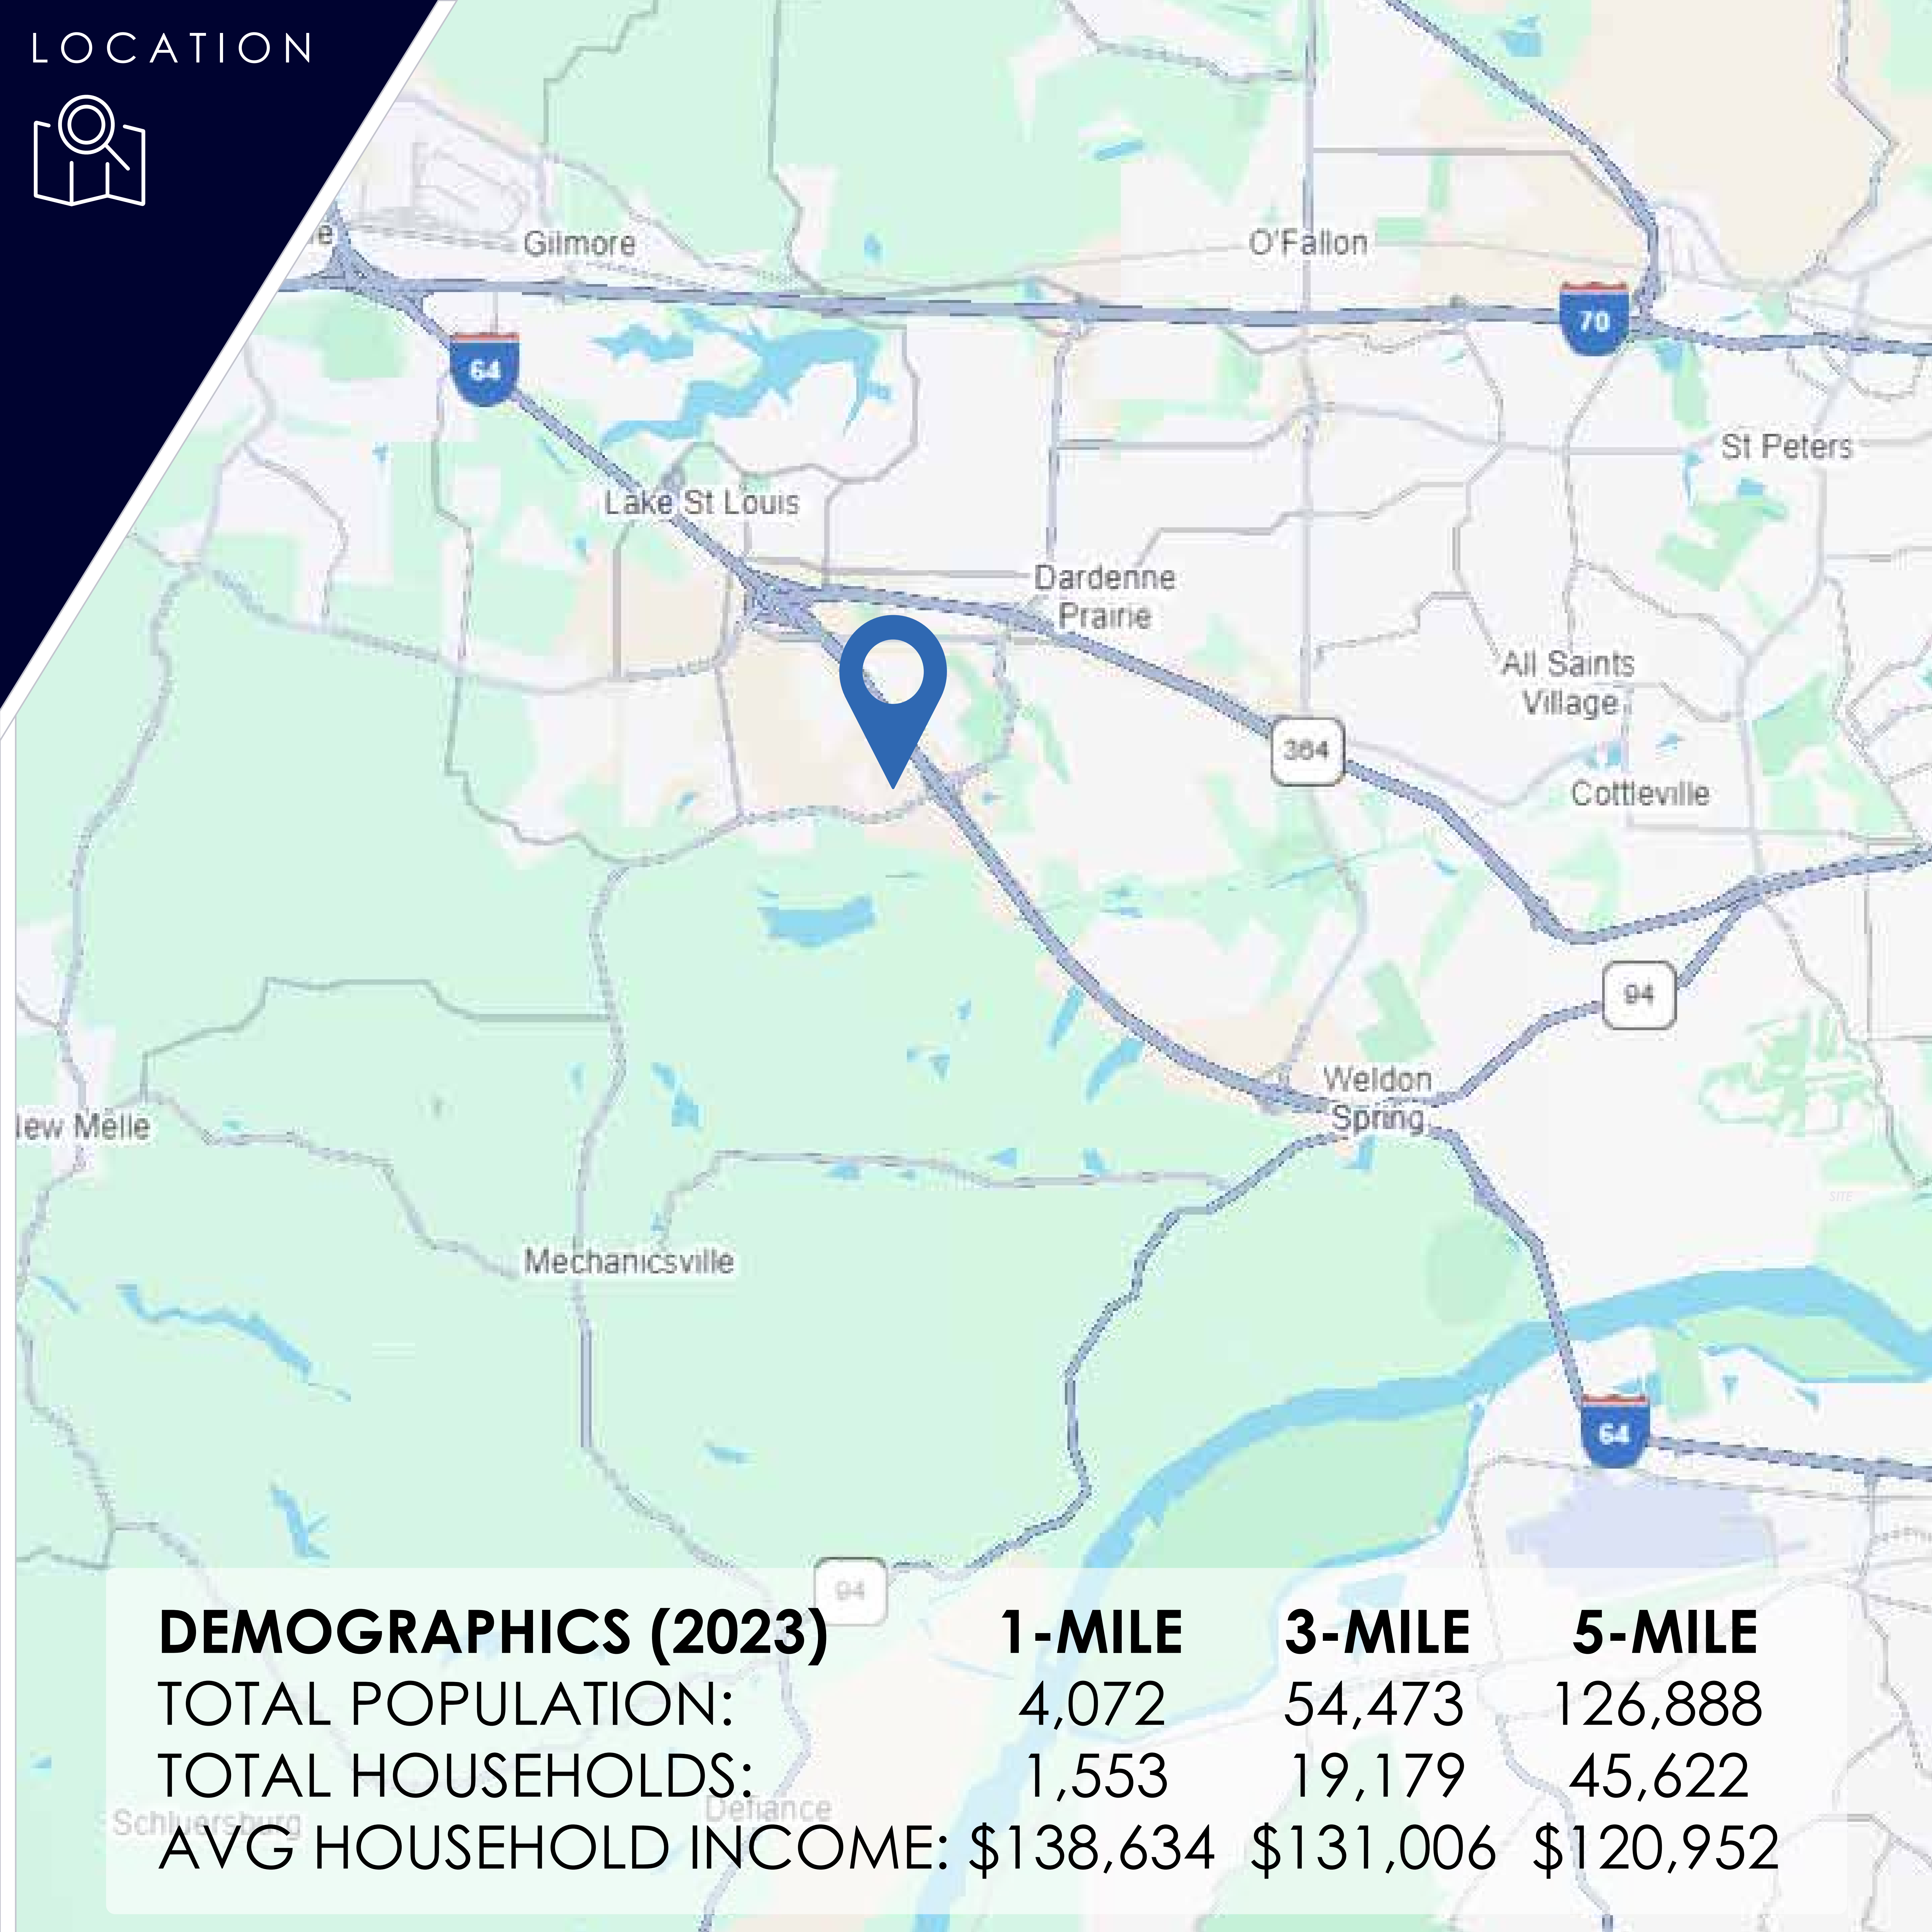 LOCATION
Gilmore
O'Fallon
70
64
St Peters
Lake St Louis
Dardenne
Prairie
All Saints
Village
364
Cottleville
94
Weldon
Spring
Melle
Mechanicsville
64
94
DEMOGRAPHICS (2023) 1-MILE 3-MILE 5-MILE
TOTAL POPULATION: 4,072 54,473 126,888
TOTAL HOUSEHOLDS: 1,553 19,179 45,622
Defiance
Schluersburg
AVG HOUSEHOLD INCOME: $138,634 $131,006 $120,952
SITE